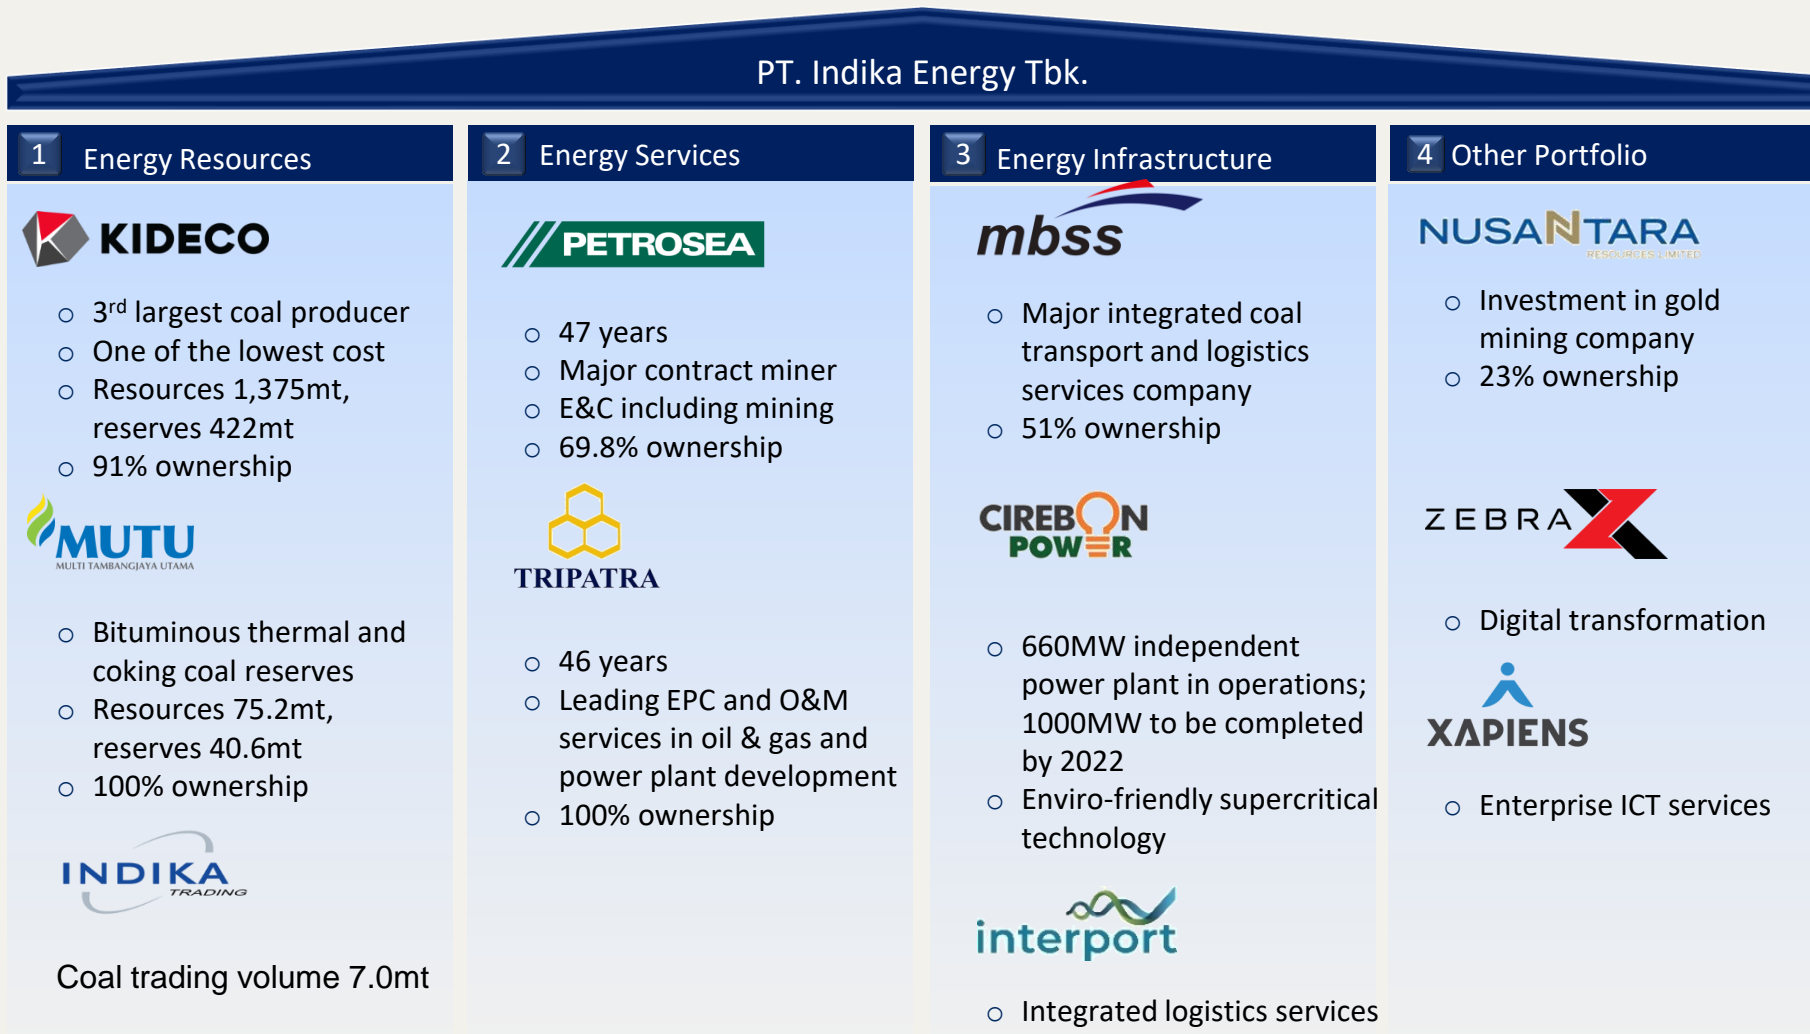 PT. Indika Energy Tbk.
1 Energy Resources
KIDECO
○ 3rd largest coal producer
○ One of the lowest cost
○ Resources 1,375mt,
reserves 422mt
○ 91% ownership
MUTU
MULTI TAMBANGJAYA UTAMA
○ Bituminous thermal and
coking coal reserves
○ Resources 75.2mt,
reserves 40.6mt
○ 100% ownership
INDIKA
TRADING
Coal trading volume 7.0mt
2 Energy Services
PETROSEA
○ 47 years
○ Major contract miner
○ E&C including mining
○ 69.8% ownership
TRIPATRA
○ 46 years
○ Leading EPC and O&M
services in oil & gas and
power plant development
○ 100% ownership
3 Energy Infrastructure
mbss
○ Major integrated coal
transport and logistics
services company
○ 51% ownership
CIREBON
POWER
○ 660MW independent
power plant in operations;
1000MW to be completed
by 2022
○ Enviro-friendly supercritical
technology
interport
○ Integrated logistics services
4 Other Portfolio
NUSANTARA
RESOURCES LIMITED
○ Investment in gold
mining company
○ 23% ownership
ZEBRA
○ Digital transformation
XAPIENS
○ Enterprise ICT services